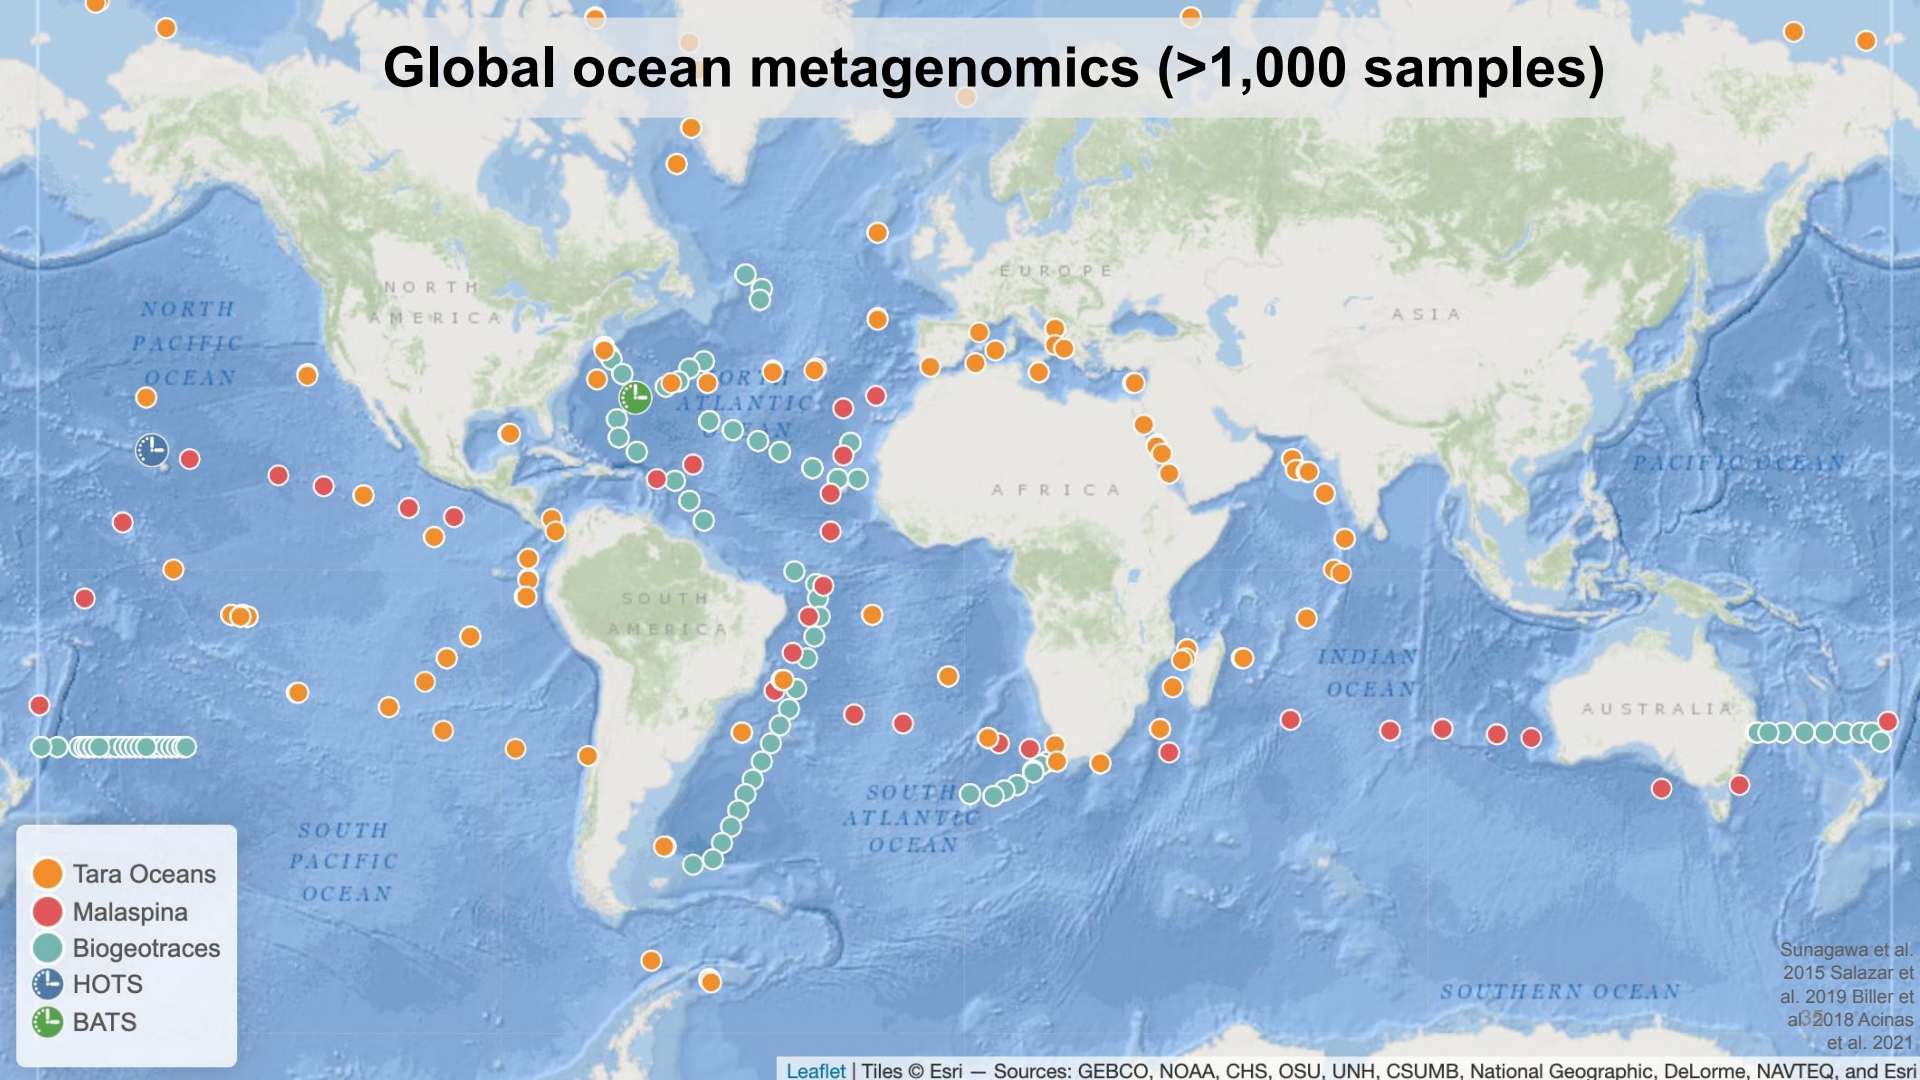 Global ocean metagenomics (>1,000 samples)
EUROPE
NORTH
AMERICA
ASIA
NORTH
PACIFIC
OCEAN
NORTH
ATLANTIC
OCEAN
PACIFIC OCEAN
AFRICA
SOUTH
AMERICA
INDIAN
OCEAN
AUSTRALIA
SOUTH
ATLANTIC
OCEAN
SOUTH
PACIFIC
OCEAN
Tara Oceans
Malaspina
Biogeotraces
HOTS
BATS
SOUTHERN OCEAN
Sunagawa et al.
2015 Salazar et
al. 2019 Biller et
al. 2018 Acinas
et al. 2021
Leaflet | Tiles © Esri — Sources: GEBCO, NOAA, CHS, OSU, UNH, CSUMB, National Geographic, DeLorme, NAVTEQ, and Esri